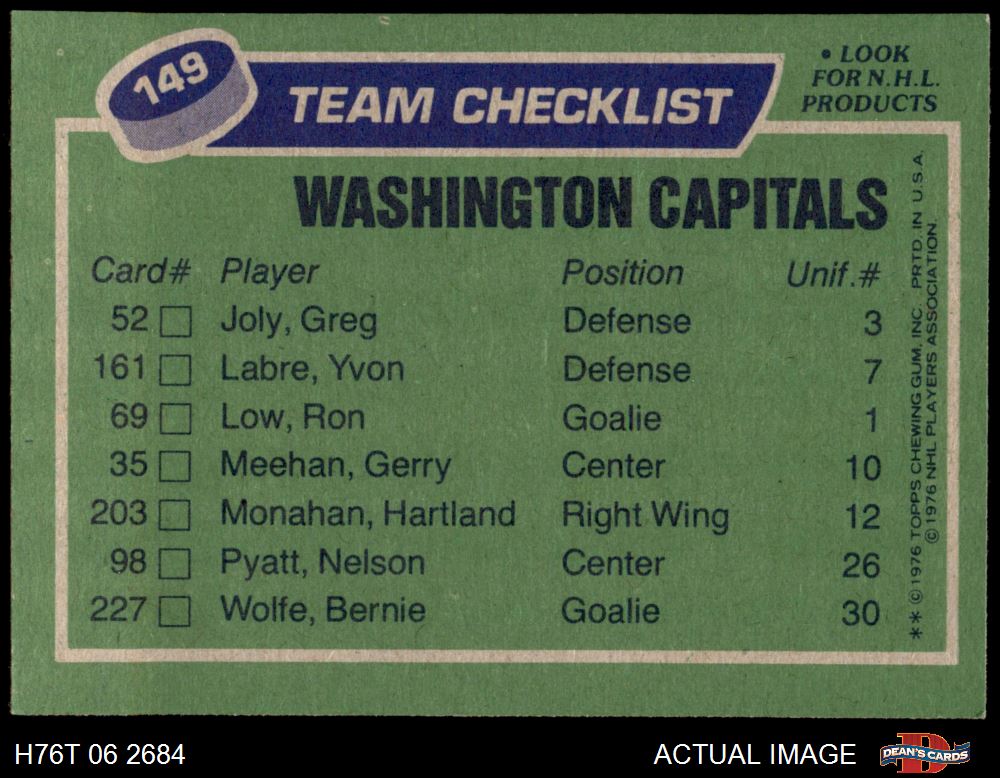 149
TEAM CHECKLIST
• LOOK
FOR N.H.L.
PRODUCTS
WASHINGTON CAPITALS
Card# Player Position Unif.#
52 Joly, Greg Defense 3
161 Labre, Yvon Defense 7
69 Low, Ron Goalie 1
35 Meehan, Gerry Center 10
203 Monahan, Hartland Right Wing 12
98 Pyatt, Nelson Center 26
227 Wolfe, Bernie Goalie 30
** ©1976 TOPPS CHEWING GUM, INC. PRTD. IN U.S.A.
©1976 NHL PLAYERS ASSOCIATION.
H76T 06 2684
ACTUAL IMAGE
DEAN'S CARDS